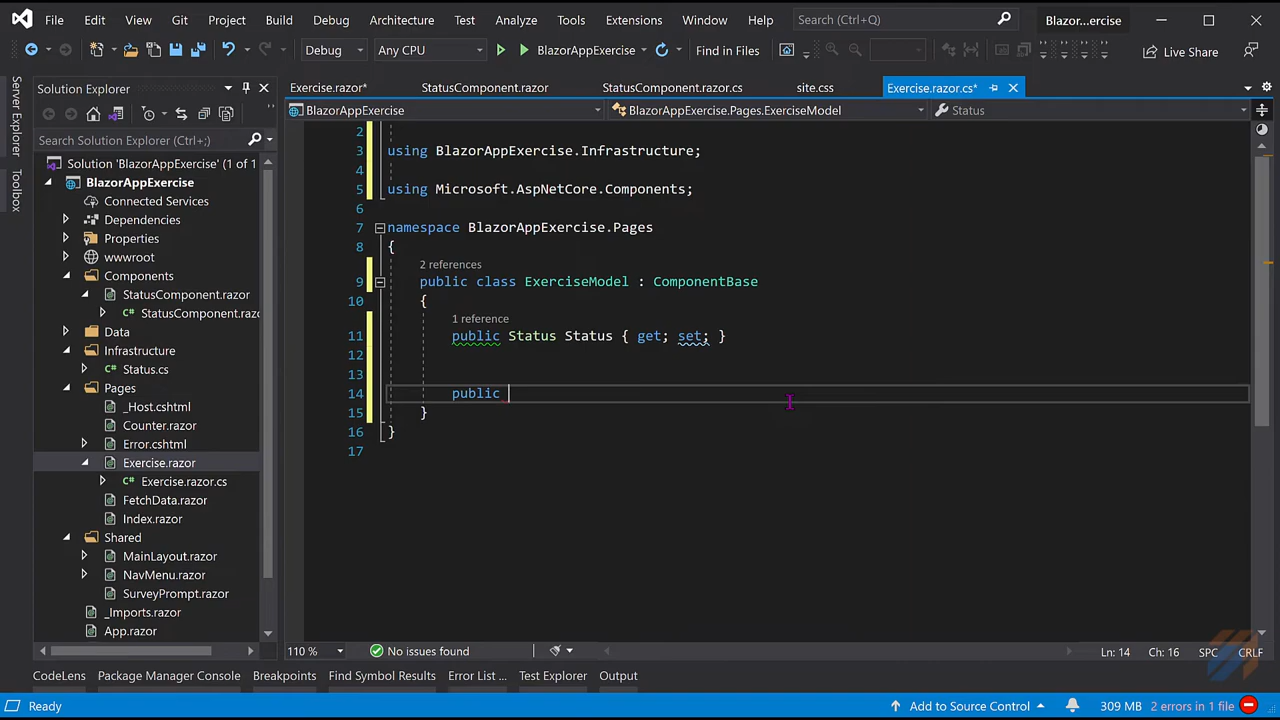 File Edit View Git Project Build Debug Architecture Test Analyze Tools Extensions Window Help Search (Ctrl+Q) Blazor...ercise
Debug Any CPU BlazorAppExercise Find in Files Live Share
Server Explorer
Toolbox
Solution Explorer
Search Solution Explorer (Ctrl+;)
Solution 'BlazorAppExercise' (1 of 1
BlazorAppExercise
Connected Services
Dependencies
Properties
wwwroot
Components
StatusComponent.razor
C# StatusComponent.razo
Data
Infrastructure
Status.cs
Pages
_Host.cshtml
Counter.razor
Error.cshtml
Exercise.razor
C# Exercise.razor.cs
FetchData.razor
Index.razor
Shared
MainLayout.razor
NavMenu.razor
SurveyPrompt.razor
_Imports.razor
App.razor
Exercise.razor* StatusComponent.razor StatusComponent.razor.cs site.css Exercise.razor.cs*
BlazorAppExercise BlazorAppExercise.Pages.ExerciseModel Status
2
3 using BlazorAppExercise.Infrastructure;
4
5 using Microsoft.AspNetCore.Components;
6
7 namespace BlazorAppExercise.Pages
8 {
2 references
9 public class ExerciseModel : ComponentBase
10 {
1 reference
11 public Status Status { get; set; }
12
13
14 public
15 }
16 }
17
110 % No issues found Ln: 14 Ch: 16 SPC CRLF
CodeLens Package Manager Console Breakpoints Find Symbol Results Error List ... Test Explorer Output
Ready Add to Source Control 309 MB 2 errors in 1 file